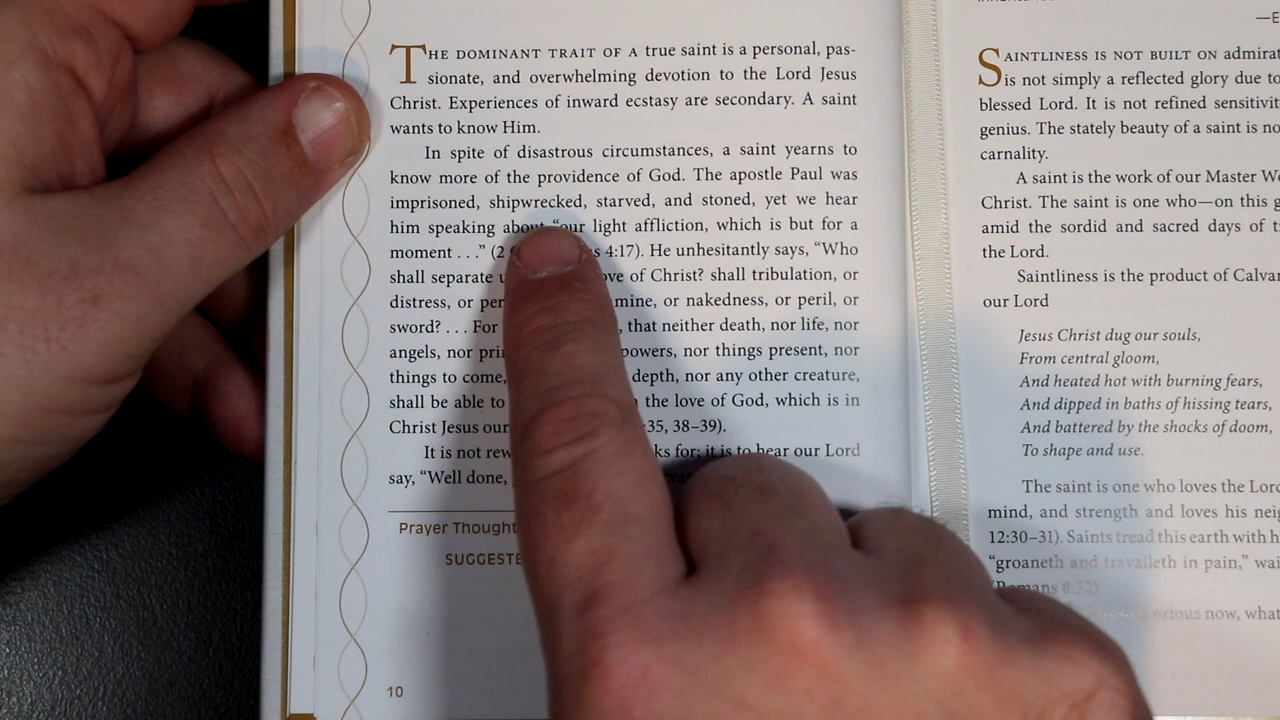 THE DOMINANT TRAIT OF A true saint is a personal, pas-
sionate, and overwhelming devotion to the Lord Jesus
Christ. Experiences of inward ecstasy are secondary. A saint
wants to know Him.
In spite of disastrous circumstances, a saint yearns to
know more of the providence of God. The apostle Paul was
imprisoned, shipwrecked, starved, and stoned, yet we hear
him speaking about “our light affliction, which is but for a
moment . . .” (2 4:17). He unhesitantly says, “Who
shall separate of Christ? shall tribulation, or
distress, or or nakedness, or peril, or
sword? . . . For that neither death, nor life, nor
angels, nor powers, nor things present, nor
things to come, depth, nor any other creature,
shall be able to the love of God, which is in
Christ Jesus our 35, 38–39).
It is not for; it is to hear our Lord
say, “Well done,
Prayer Thought
SUGGESTE
10
—E
SAINTLINESS IS NOT BUILT ON admirat
is not simply a reflected glory due to
blessed Lord. It is not refined sensitivit
genius. The stately beauty of a saint is no
carnality.
A saint is the work of our Master Wo
Christ. The saint is one who—on this g
amid the sordid and sacred days of t
the Lord.
Saintliness is the product of Calvar
our Lord
Jesus Christ dug our souls,
From central gloom,
And heated hot with burning fears,
And dipped in baths of hissing tears,
And battered by the shocks of doom,
To shape and use.
The saint is one who loves the Lord
mind, and strength and loves his neig
12:30–31). Saints tread this earth with h
“groaneth and travaileth in pain,” wai
(Romans 8:22)
glorious now, what